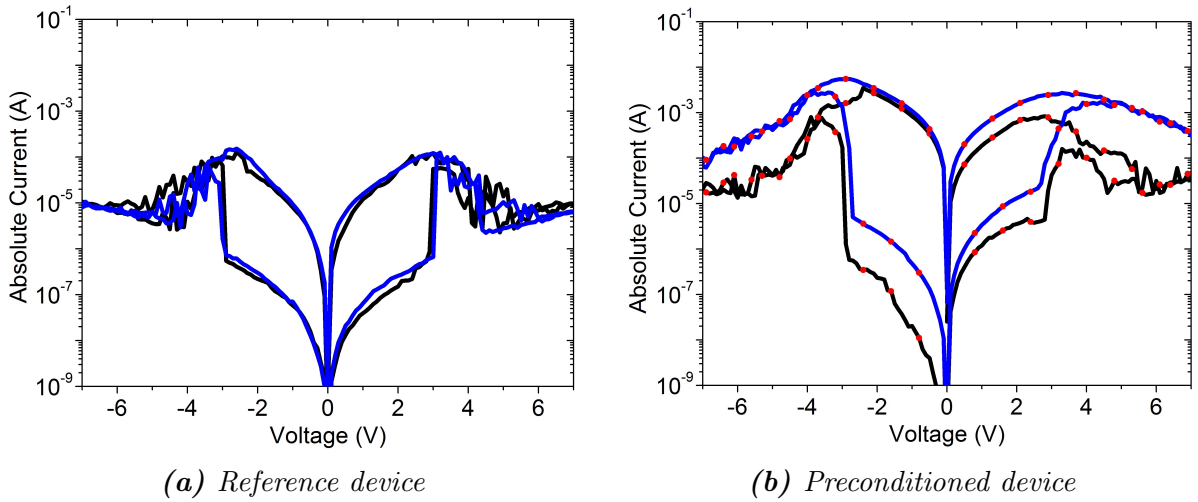 10⁻¹
10⁻³
10⁻⁵
10⁻⁷
10⁻⁹
Absolute Current (A)
-6 -4 -2 0 2 4 6
Voltage (V)
(a) Reference device
10⁻¹
10⁻³
10⁻⁵
10⁻⁷
10⁻⁹
Absolute Current (A)
-6 -4 -2 0 2 4 6
Voltage (V)
(b) Preconditioned device